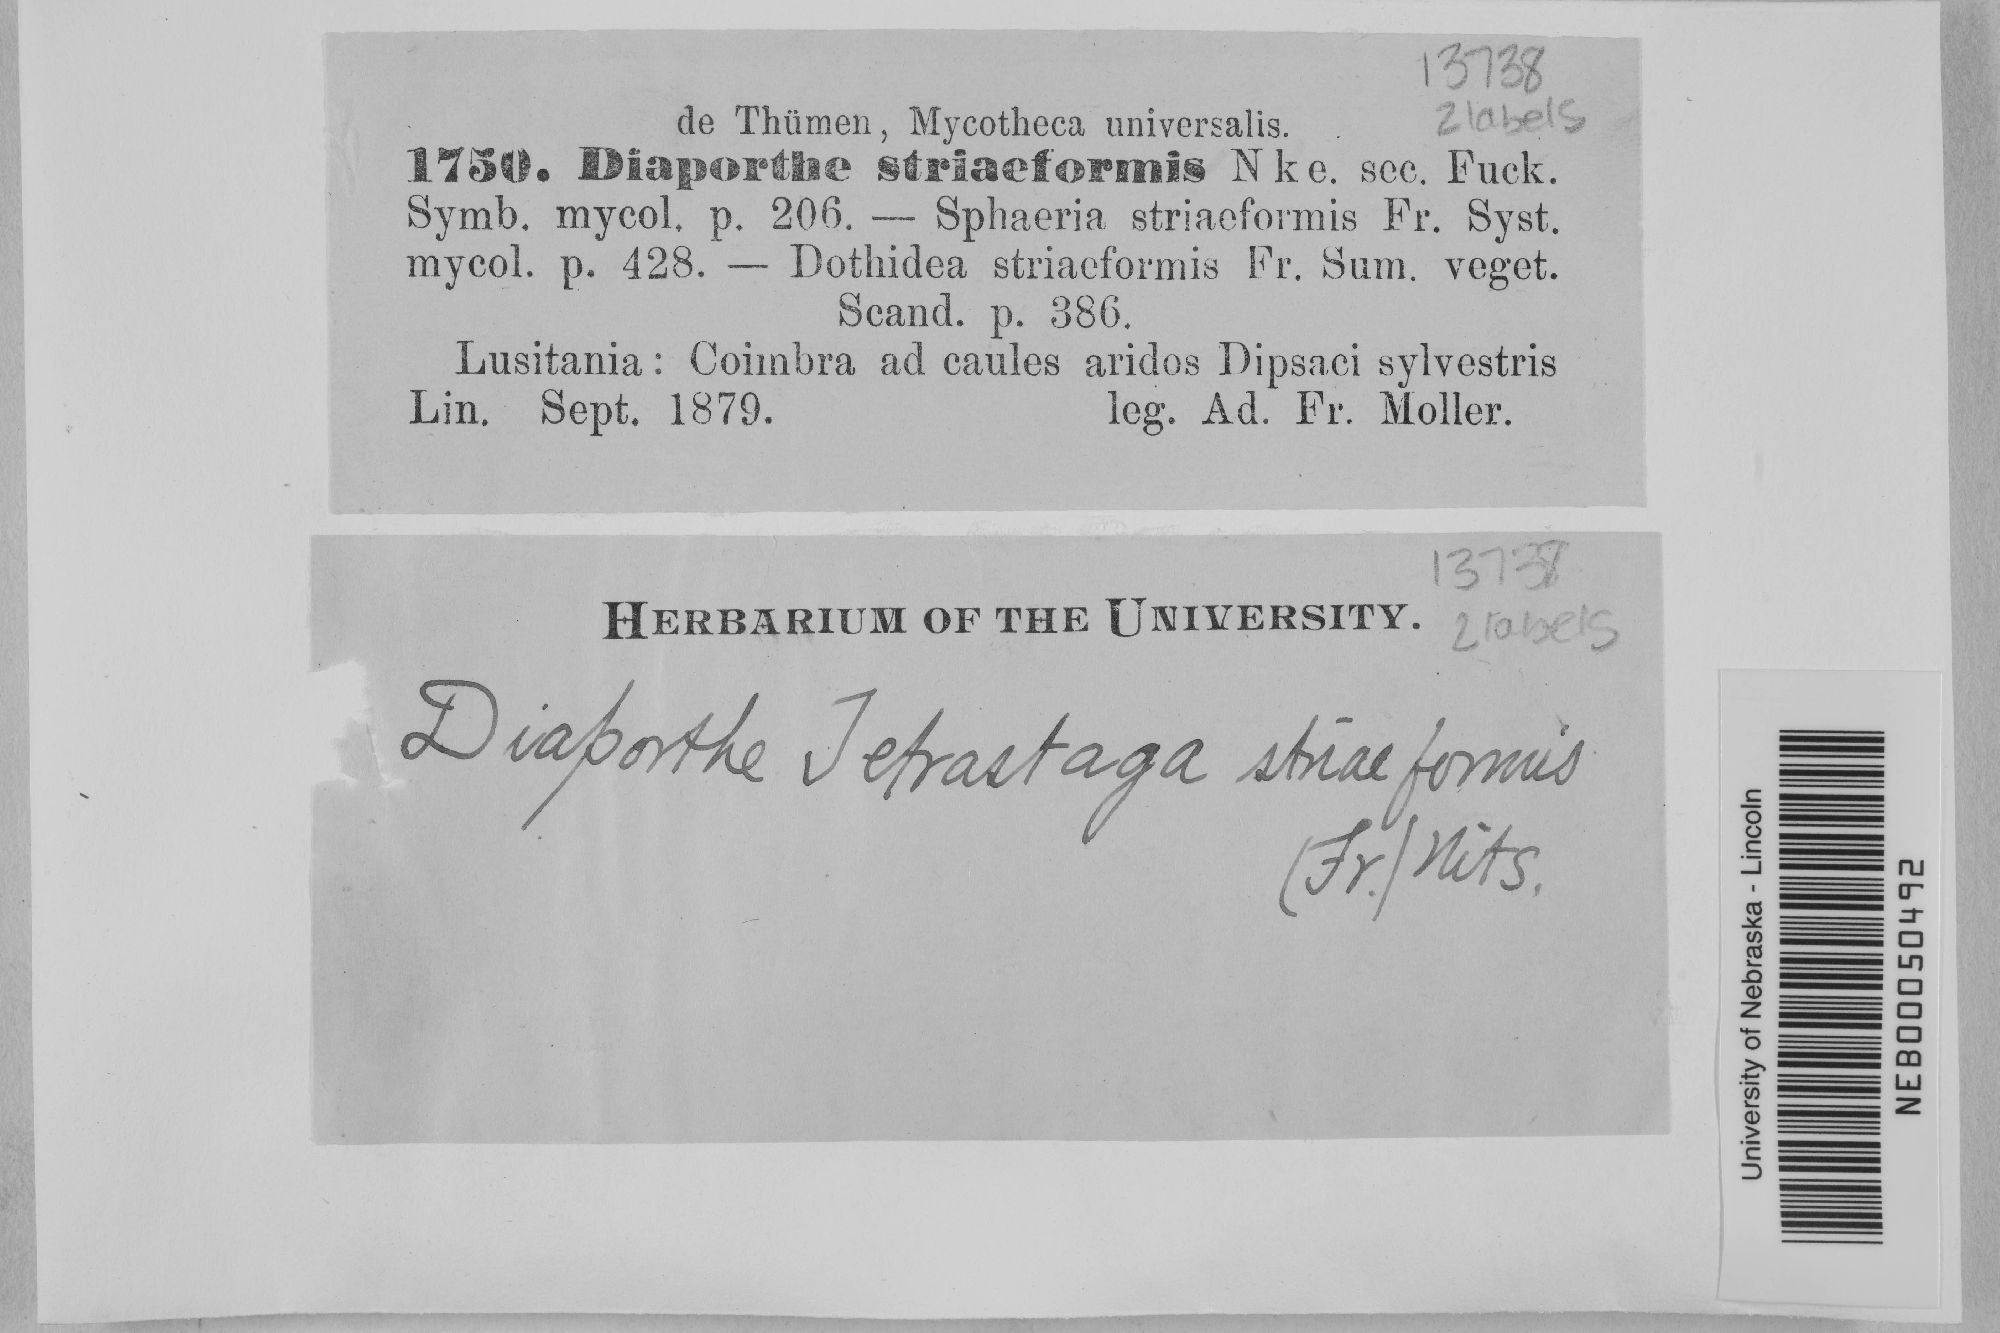 13738
2 labels
de Thümen, Mycotheca universalis.
1750. Diaporthe striaeformis Nke. sec. Fuck.
Symb. mycol. p. 206. — Sphaeria striaeformis Fr. Syst.
mycol. p. 428. — Dothidea striaeformis Fr. Sum. veget.
Scand. p. 386.
Lusitania: Coimbra ad caules aridos Dipsaci sylvestris
Lin. Sept. 1879. leg. Ad. Fr. Moller.
13738
2 labels
HERBARIUM OF THE UNIVERSITY.
Diaporthe Tetrastaga striaeformis
(Fr.) Nits.
University of Nebraska - Lincoln
NEB00050492